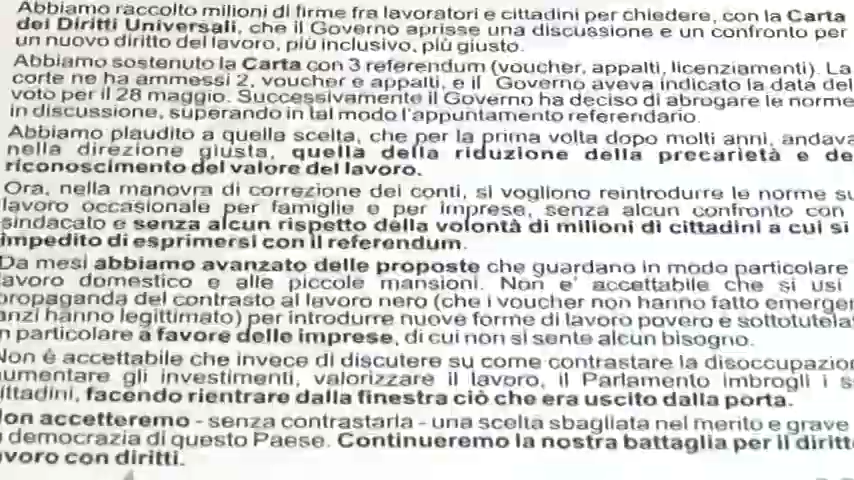 Abbiamo raccolto milioni di firme fra lavoratori e cittadini per chiedere, con la Carta
dei Diritti Universali, che il Governo aprisse una discussione e un confronto per
un nuovo diritto del lavoro, più inclusivo, più giusto.
Abbiamo sostenuto la Carta con 3 referendum (voucher, appalti, licenziamenti). La
corte ne ha ammessi 2, voucher e appalti, e il Governo aveva indicato la data del
voto per il 28 maggio. Successivamente il Governo ha deciso di abrogare le norme
in discussione, superando in tal modo l'appuntamento referendario.
Abbiamo plaudito a quella scelta, che per la prima volta dopo molti anni, andava
nella direzione giusta, quella della riduzione della precarietà e de
riconoscimento del valore del lavoro.
Ora, nella manovra di correzione dei conti, si vogliono reintrodurre le norme su
lavoro occasionale per famiglie e per imprese, senza alcun confronto con
sindacato e senza alcun rispetto della volontà di milioni di cittadini a cui si
impedito di esprimersi con il referendum.
Da mesi abbiamo avanzato delle proposte che guardano in modo particolare
lavoro domestico e alle piccole mansioni. Non e' accettabile che si usi
propaganda del contrasto al lavoro nero (che i voucher non hanno fatto emerger
anzi hanno legittimato) per introdurre nuove forme di lavoro povero e sottotutela
n particolare a favore delle imprese, di cui non si sente alcun bisogno.
Non è accettabile che invece di discutere su come contrastare la disoccupazion
umentare gli investimenti, valorizzare il lavoro, il Parlamento imbrogli i s
ittadini, facendo rientrare dalla finestra ciò che era uscito dalla porta.
on accetteremo - senza contrastarla - una scelta sbagliata nel merito e grave
democrazia di questo Paese. Continueremo la nostra battaglia per il diritto
avoro con diritti.